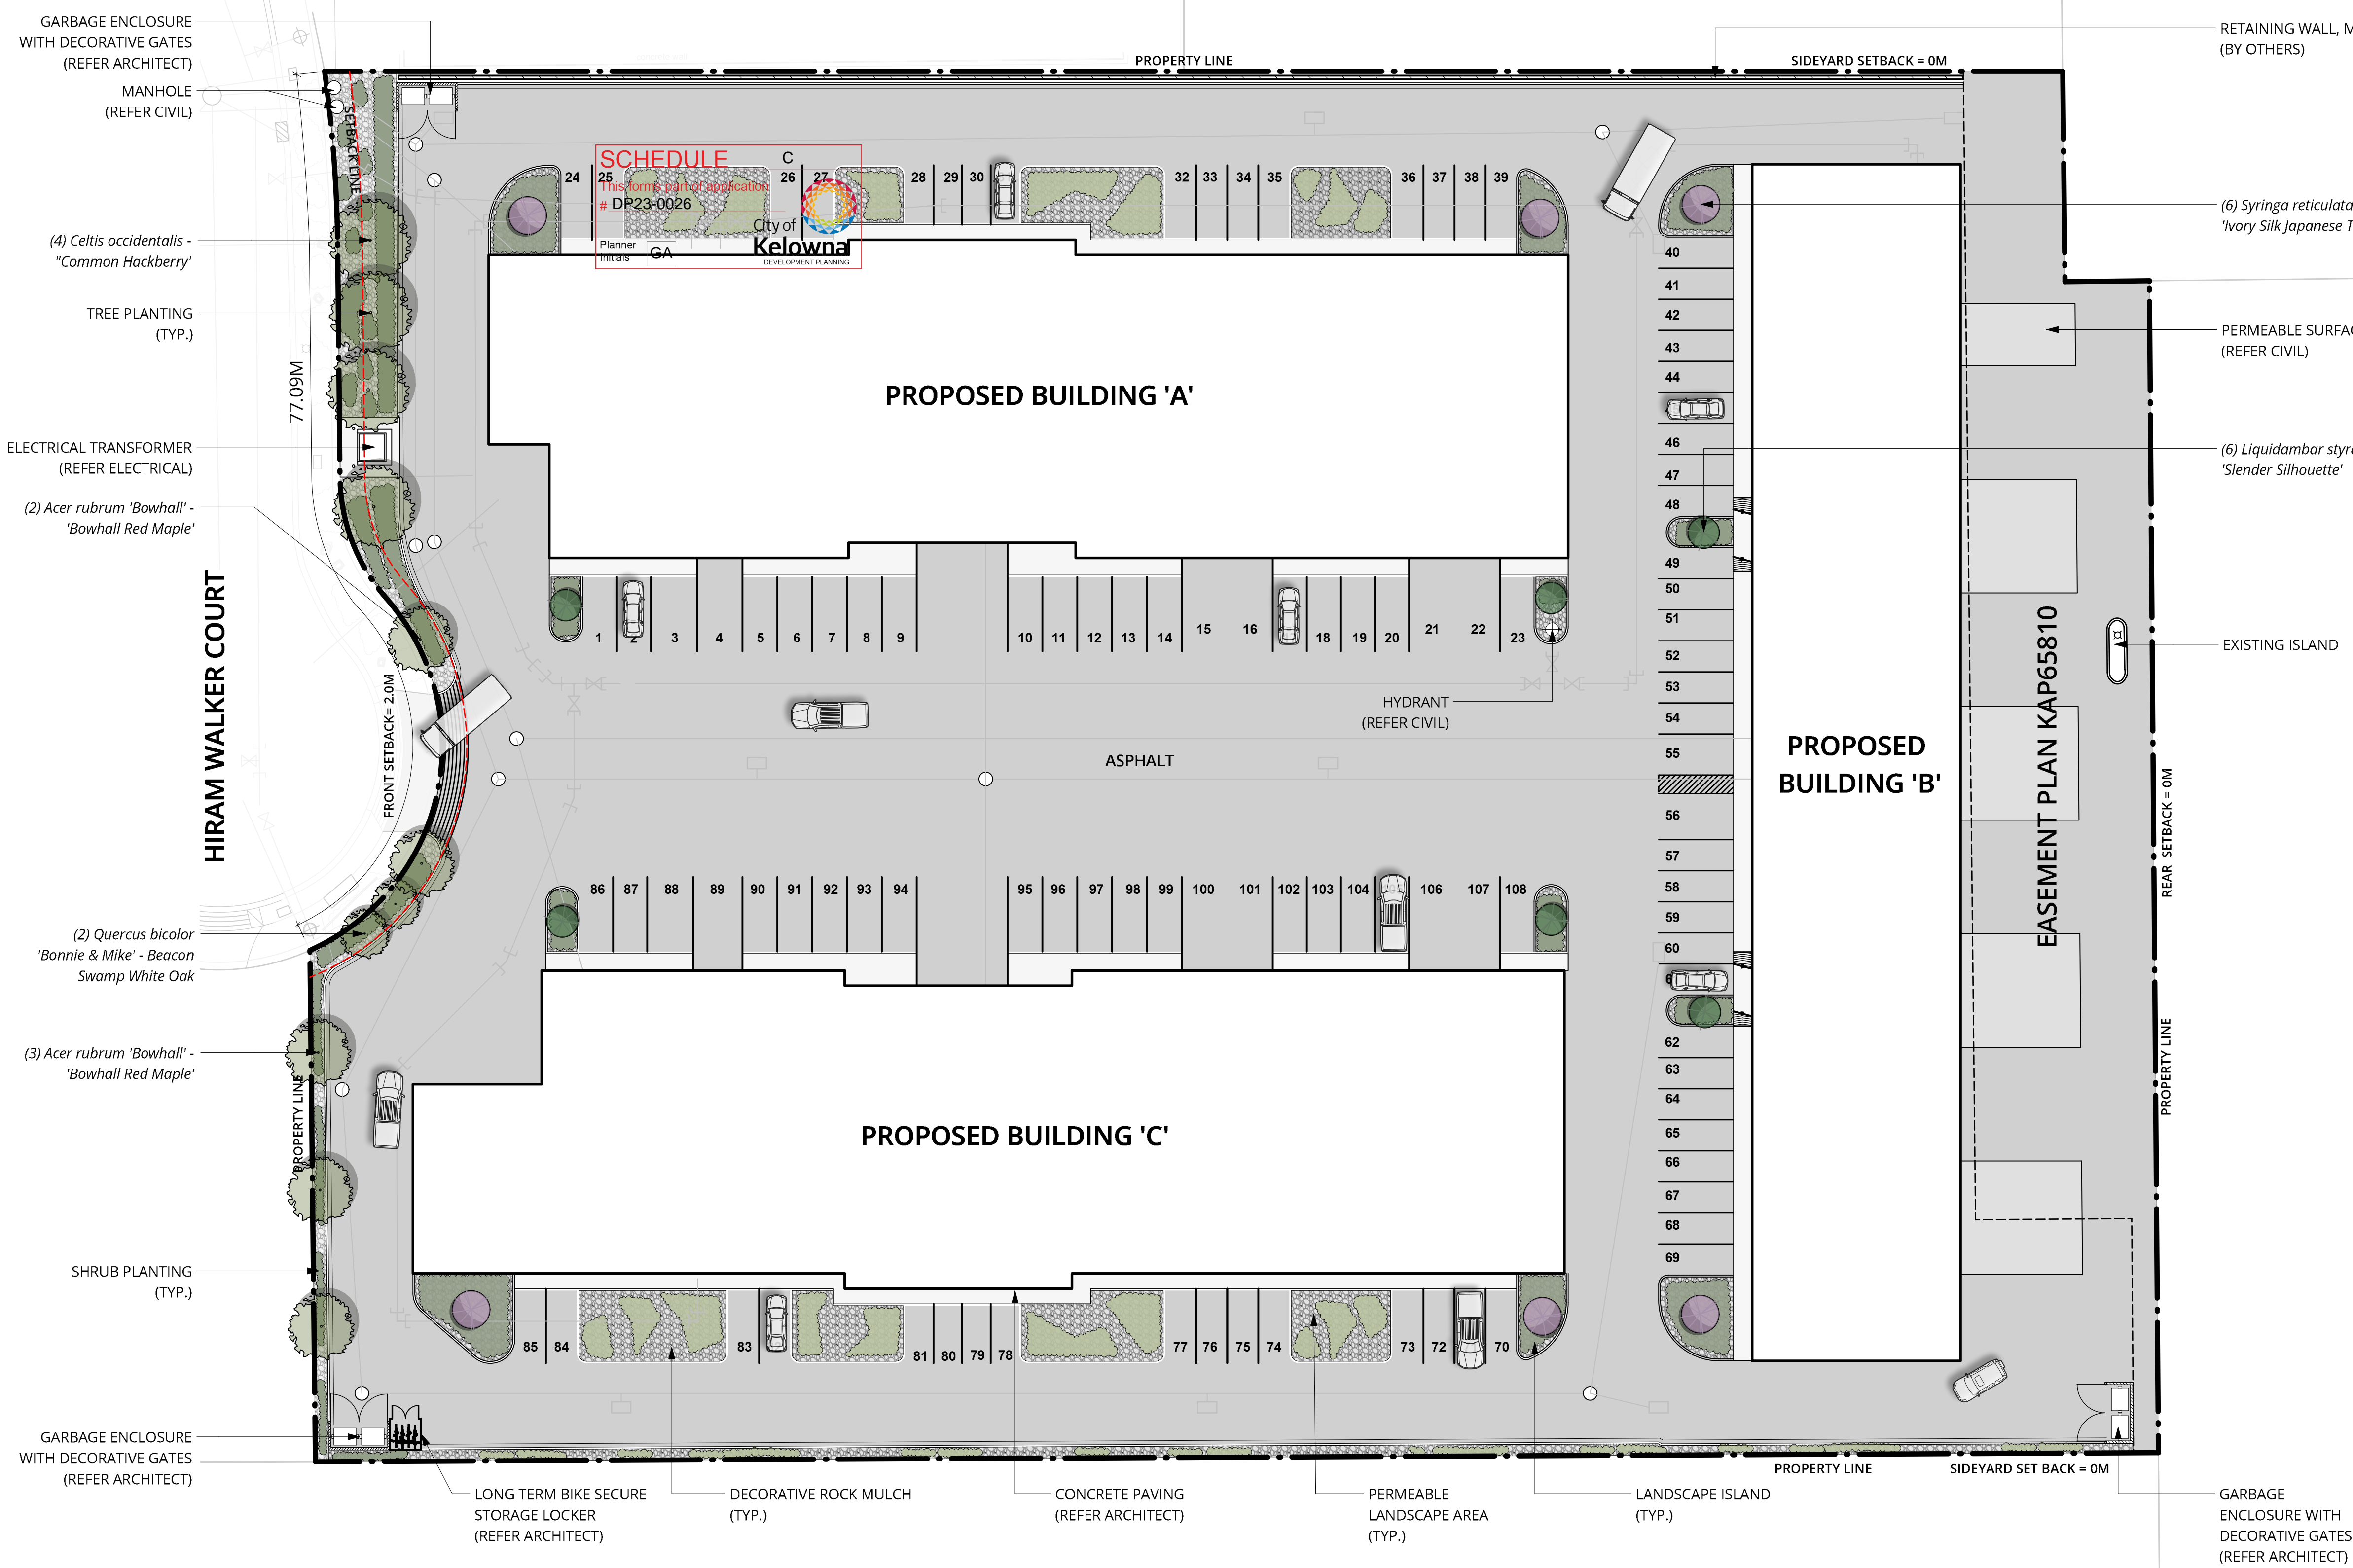 GARBAGE ENCLOSURE
WITH DECORATIVE GATES
(REFER ARCHITECT)
MANHOLE
(REFER CIVIL)
(4) Celtis occidentalis -
"Common Hackberry'
TREE PLANTING
(TYP.)
77.09M
ELECTRICAL TRANSFORMER
(REFER ELECTRICAL)
(2) Acer rubrum 'Bowhall' -
'Bowhall Red Maple'
HIRAM WALKER COURT
FRONT SETBACK= 2.0M
(2) Quercus bicolor
'Bonnie & Mike' - Beacon
Swamp White Oak
(3) Acer rubrum 'Bowhall' -
'Bowhall Red Maple'
PROPERTY LINE
SHRUB PLANTING
(TYP.)
GARBAGE ENCLOSURE
WITH DECORATIVE GATES
(REFER ARCHITECT)
SETBACK LINE
PROPERTY LINE
SIDEYARD SETBACK = 0M
RETAINING WALL,
(BY OTHERS)
SCHEDULE C
This forms part of application
# DP23-0026
City of
Kelowna
DEVELOPMENT PLANNING
Planner
Initials GA
24 25 26 27 28 29 30 32 33 34 35 36 37 38 39
PROPOSED BUILDING 'A'
1 2 3 4 5 6 7 8 9 10 11 12 13 14 15 16 18 19 20 21 22 23
HYDRANT
(REFER CIVIL)
ASPHALT
86 87 88 89 90 91 92 93 94 95 96 97 98 99 100 101 102 103 104 106 107 108
PROPOSED BUILDING 'C'
85 84 83 81 80 79 78 77 76 75 74 73 72 70
40
41
42
43
44
46
47
48
49
50
51
52
53
54
55
56
57
58
59
60
62
63
64
65
66
67
68
69
PROPOSED
BUILDING 'B'
EASEMENT PLAN KAP65810
REAR SETBACK = 0M
PROPERTY LINE
(6) Syringa reticulata
'Ivory Silk Japanese
PERMEABLE
(REFER CIVIL)
(6) Liquidambar
'Slender Silhouette'
EXISTING ISLAND
PROPERTY LINE
SIDEYARD SET BACK = 0M
LONG TERM BIKE SECURE
STORAGE LOCKER
(REFER ARCHITECT)
DECORATIVE ROCK MULCH
(TYP.)
CONCRETE PAVING
(REFER ARCHITECT)
PERMEABLE
LANDSCAPE AREA
(TYP.)
LANDSCAPE ISLAND
(TYP.)
GARBAGE
ENCLOSURE WITH
DECORATIVE GATES
(REFER ARCHITECT)